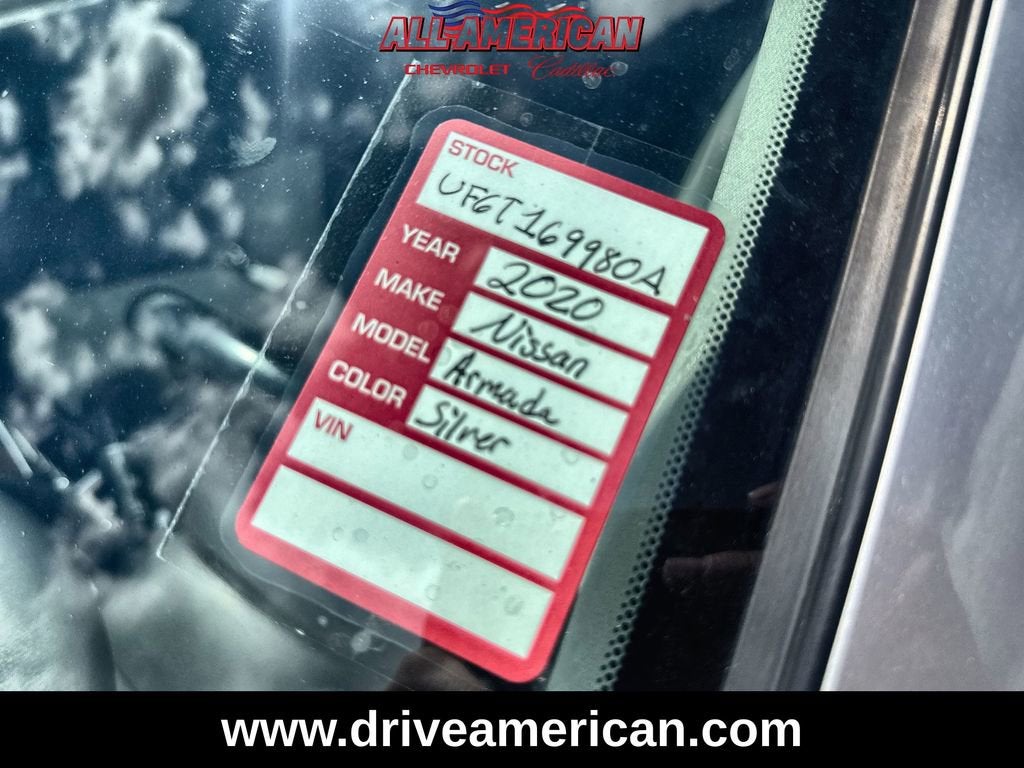 ALL-AMERICAN
CHEVROLET Cadillac
STOCK
UF6T169980A
YEAR 2020
MAKE Nissan
MODEL Armada
COLOR Silver
VIN
www.driveamerican.com